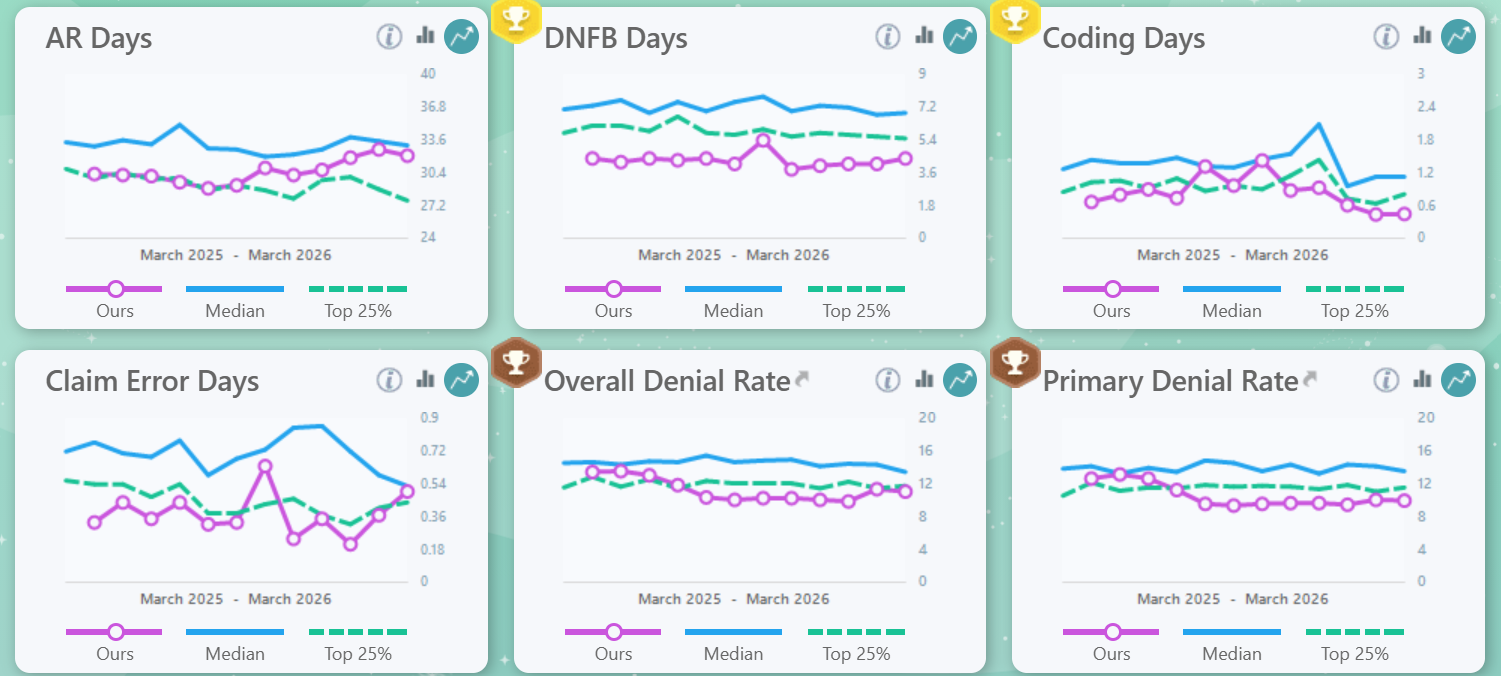 AR Days
40
36.8
33.6
30.4
27.2
24
March 2025 - March 2026
Ours Median Top 25%
DNFB Days
9
7.2
5.4
3.6
1.8
0
March 2025 - March 2026
Ours Median Top 25%
Coding Days
3
2.4
1.8
1.2
0.6
0
March 2025 - March 2026
Ours Median Top 25%
Claim Error Days
0.9
0.72
0.54
0.36
0.18
0
March 2025 - March 2026
Ours Median Top 25%
Overall Denial Rate
20
16
12
8
4
0
March 2025 - March 2026
Ours Median Top 25%
Primary Denial Rate
20
16
12
8
4
0
March 2025 - March 2026
Ours Median Top 25%